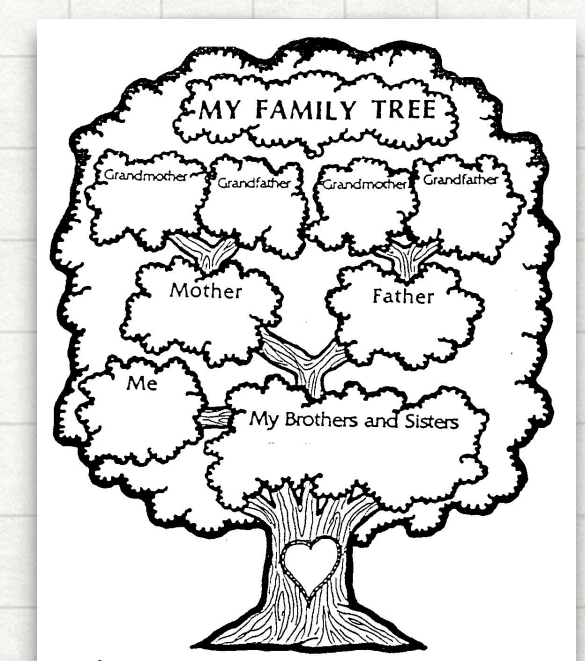 MY FAMILY TREE
Grandmother Grandfather Grandmother Grandfather
Mother Father
Me
My Brothers and Sisters